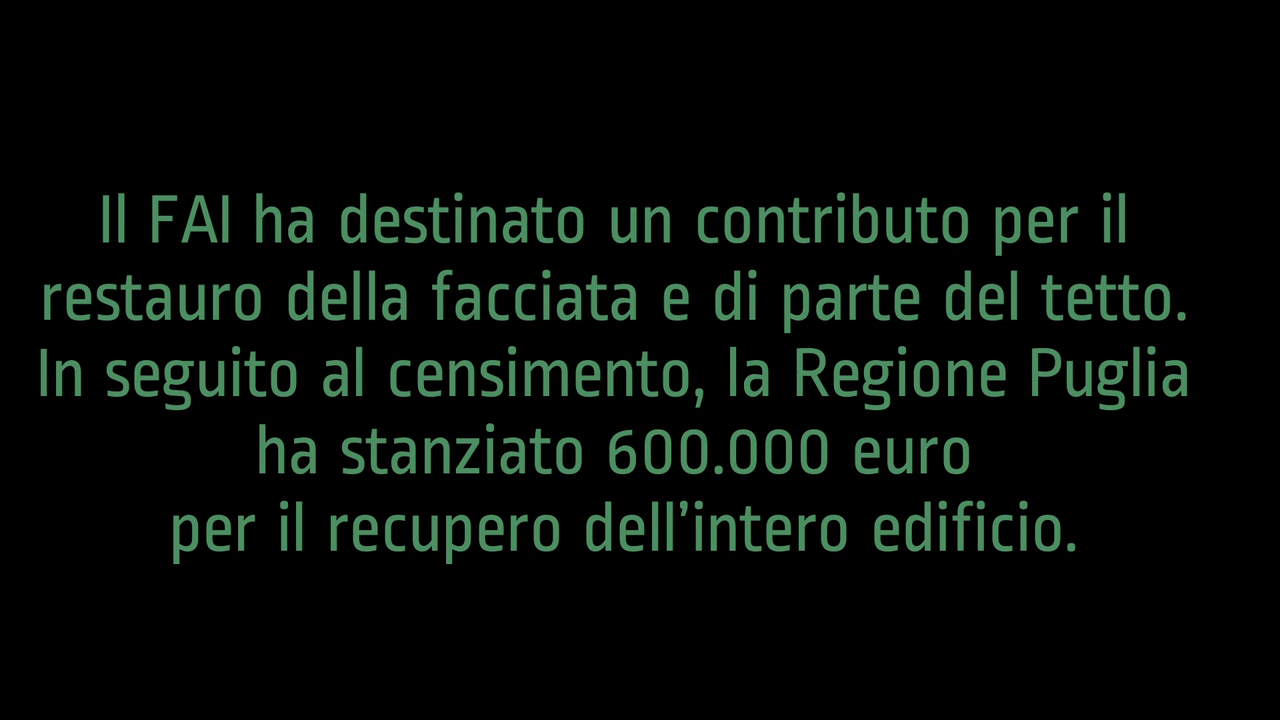 Il FAI ha destinato un contributo per il
restauro della facciata e di parte del tetto.
In seguito al censimento, la Regione Puglia
ha stanziato 600.000 euro
per il recupero dell’intero edificio.